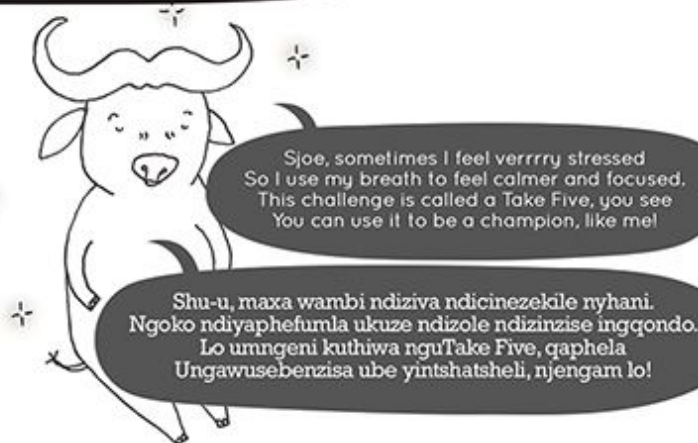 Sjoe, sometimes I feel verrrry stressed
So I use my breath to feel calmer and focused.
This challenge is called a Take Five, you see
You can use it to be a champion, like me!
Shu-u, maxa wambi ndiziva ndicinezekile nyhani.
Ngoko ndiyaphefumla ukuze ndizole ndizinzise ingqondo.
Lo umngeni kuthiwa nguTake Five, qaphela
Ungawusebenzisa ube yintshatsheli, njengam lo!